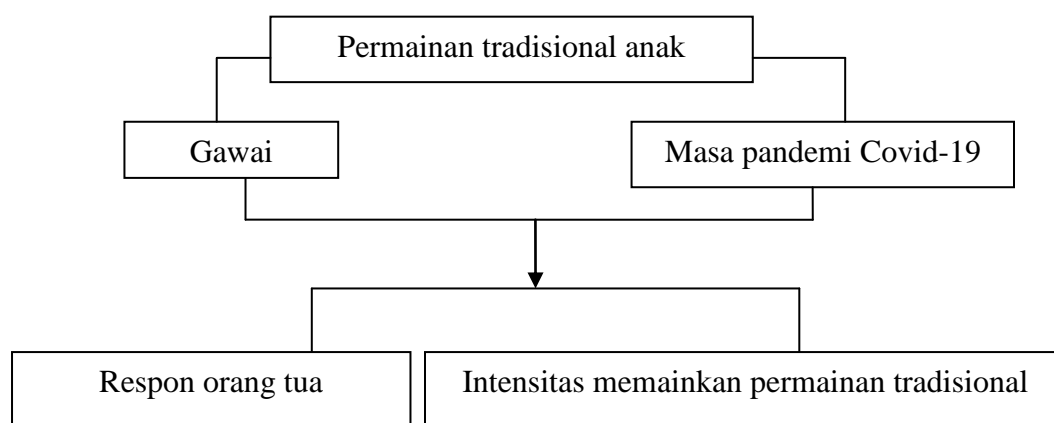 Permainan tradisional anak
Gawai
Masa pandemi Covid-19
Respon orang tua
Intensitas memainkan permainan tradisional